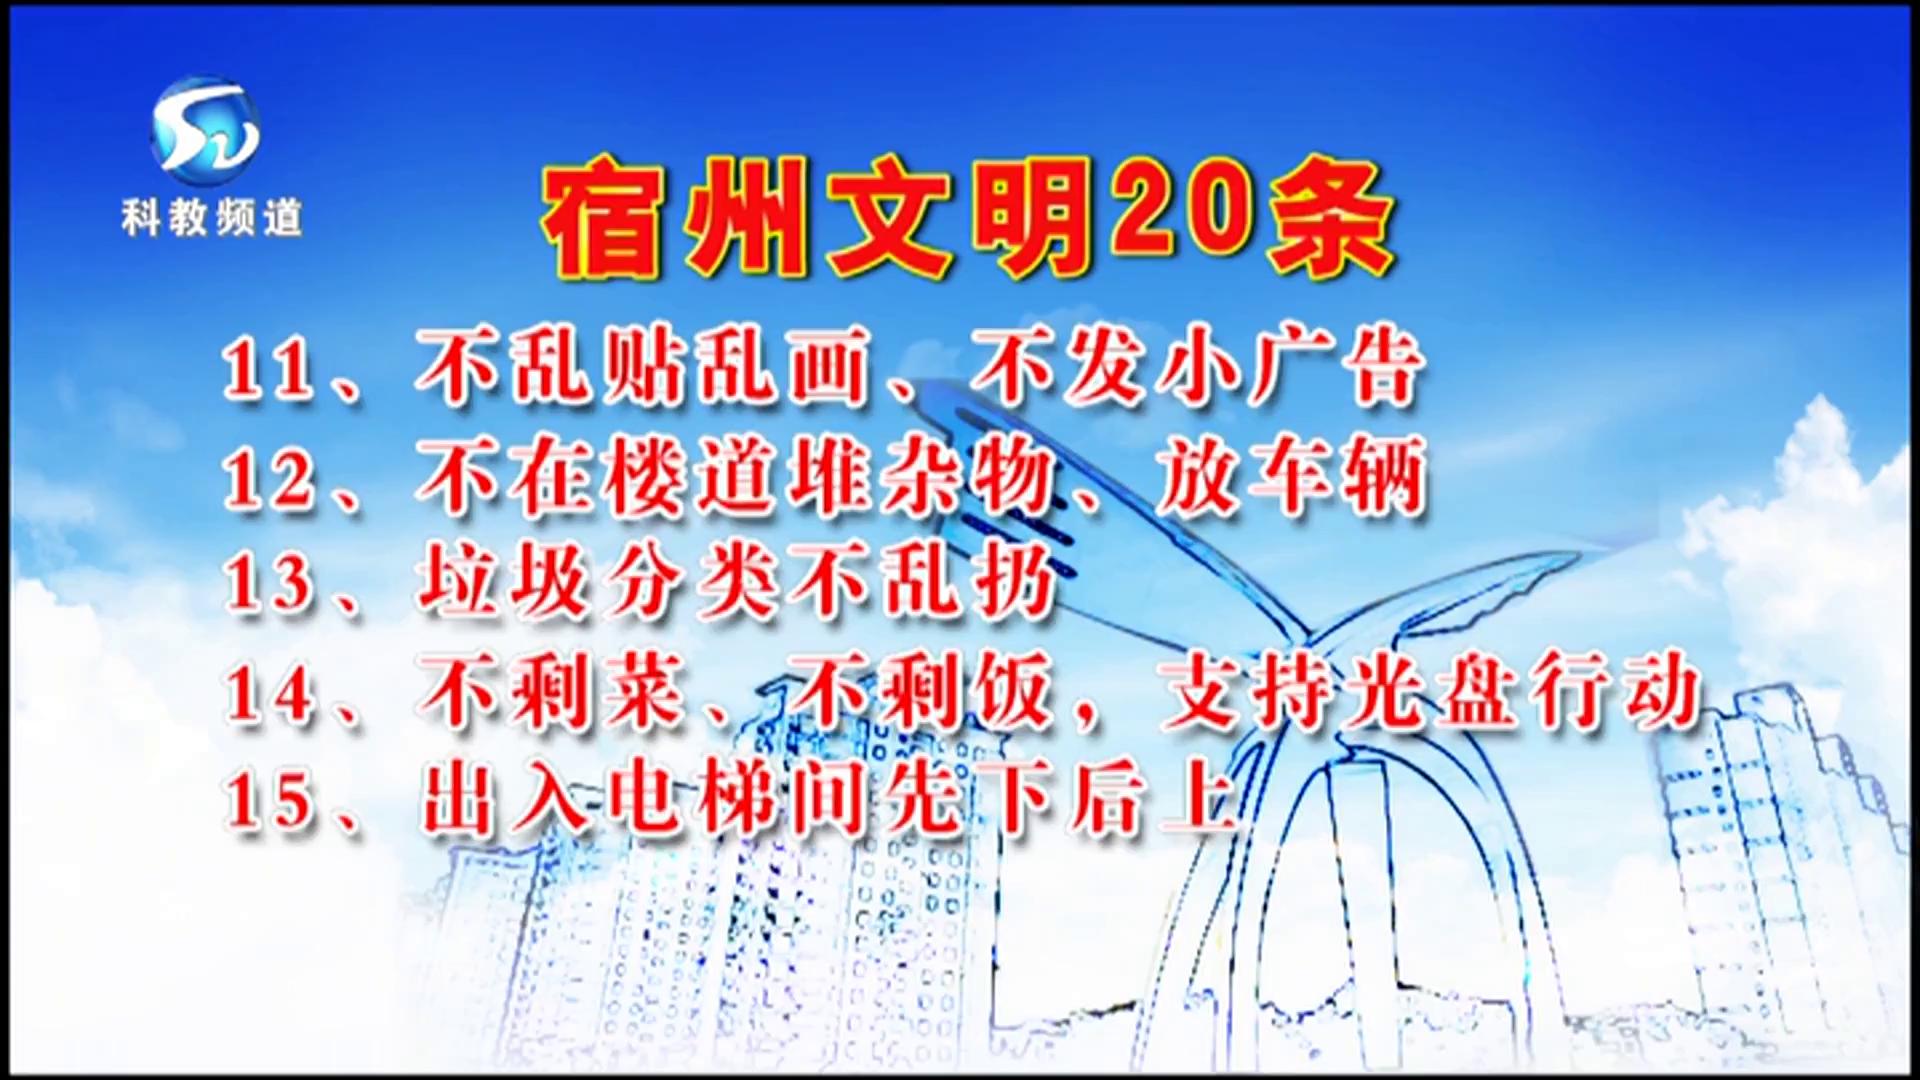 科教频道
宿州文明20条
11、不乱贴乱画、不发小广告
12、不在楼道堆杂物、放车辆
13、垃圾分类不乱扔
14、不剩菜、不剩饭，支持光盘行动
15、出入电梯间先下后上